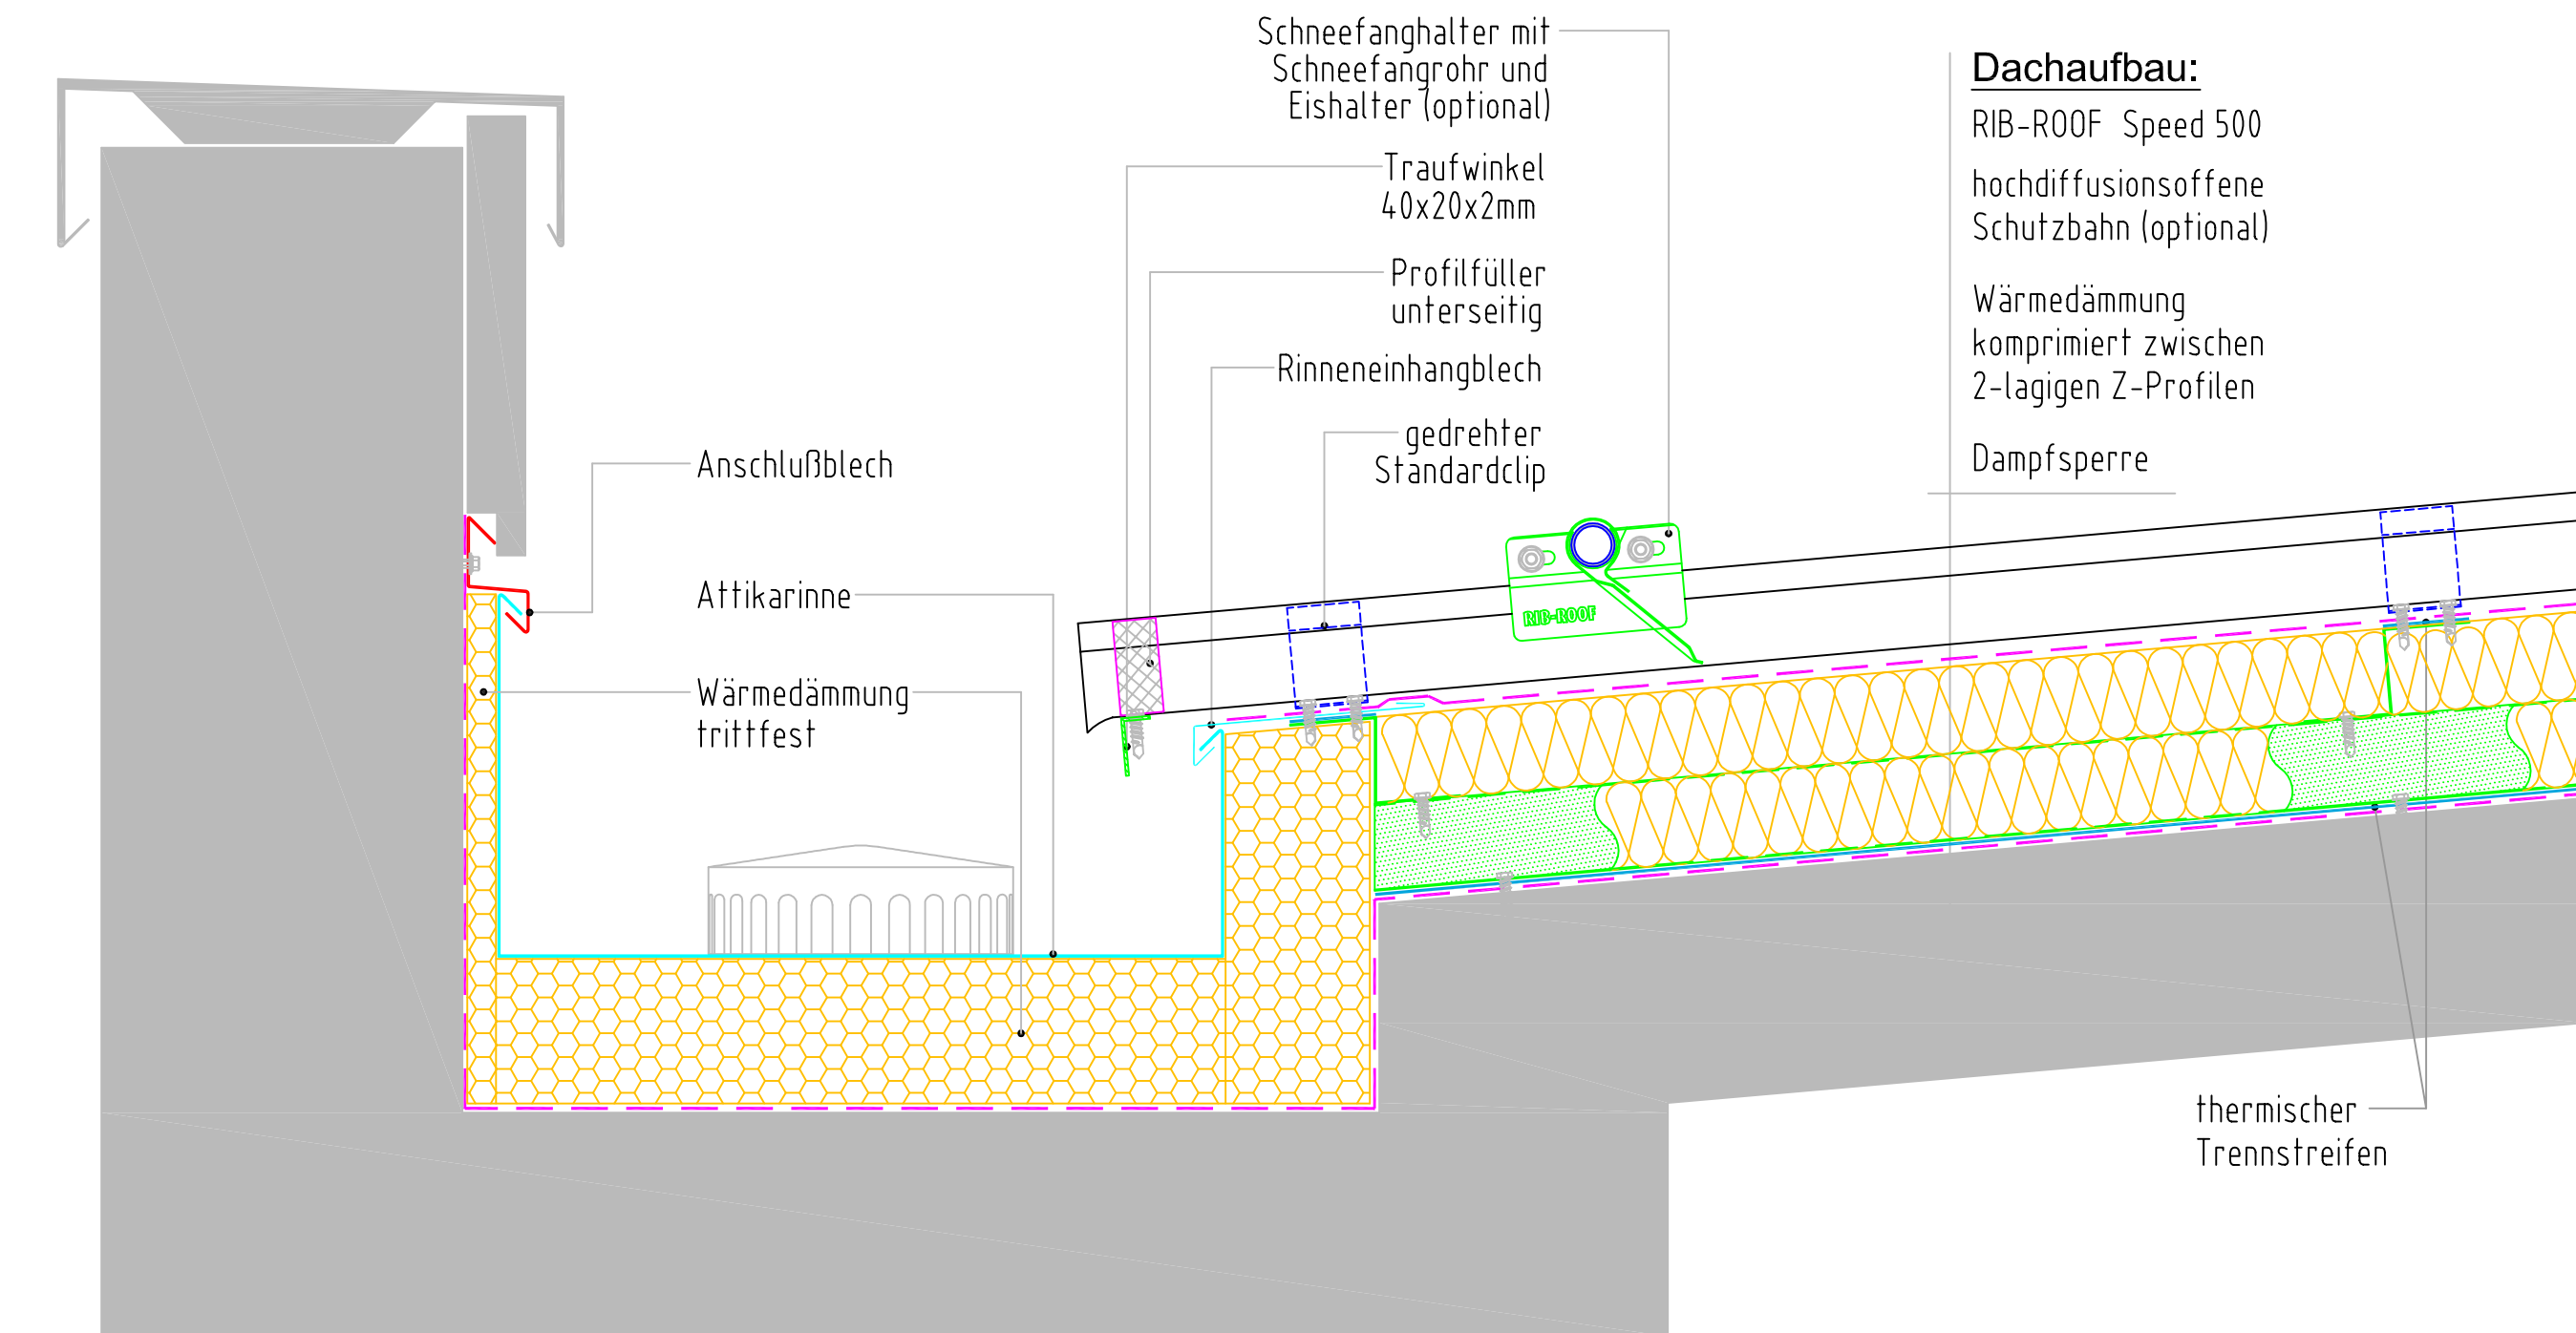 Schneefanghalter mit
Schneefangrohr und
Eishalter (optional)
Traufwinkel
40x20x2mm
Profilfüller
unterseitig
Rinneneinhangblech
gedrehter
Standardclip
Dachaufbau:
RIB-ROOF Speed 500
hochdiffusionsoffene
Schutzbahn (optional)
Wärmedämmung
komprimiert zwischen
2-lagigen Z-Profilen
Dampfsperre
Anschlußblech
Attikarinne
Wärmedämmung
trittfest
RIB-ROOF
thermischer
Trennstreifen